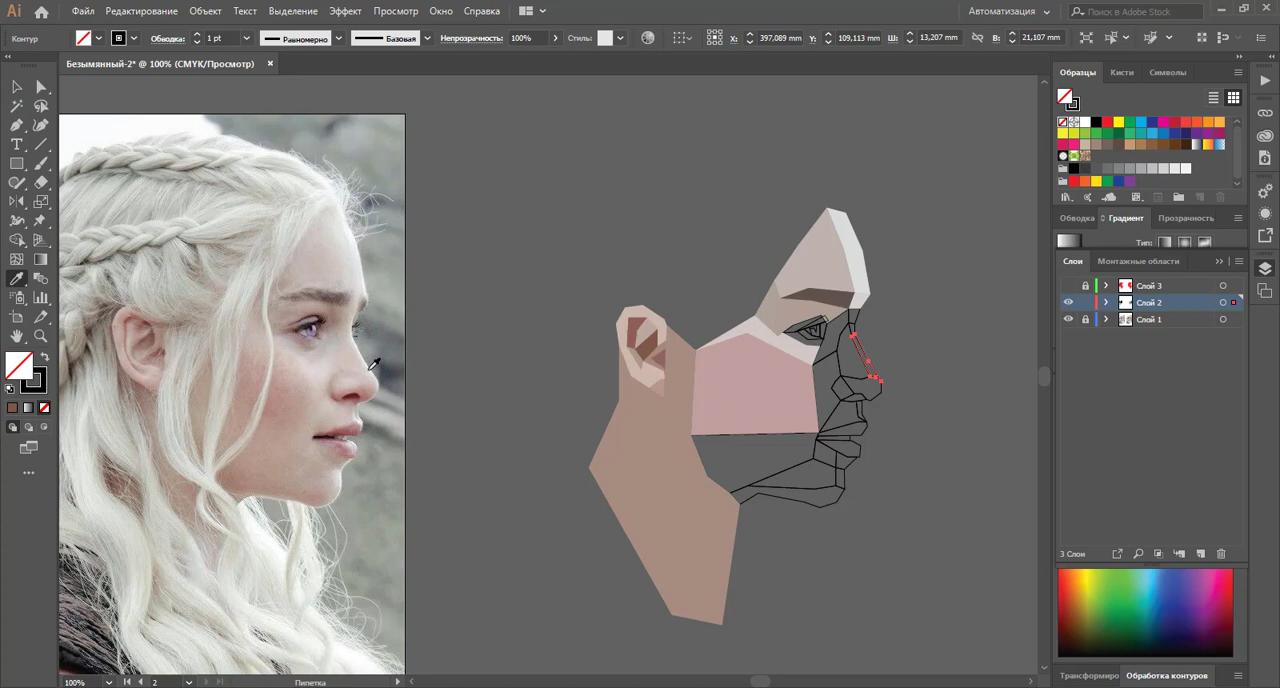 Ai Файл Редактирование Объект Текст Выделение Эффект Просмотр Окно Справка Автоматизация Поиск в Adobe Stock
Контур Обводка: 1 pt Равномерно Базовая Непрозрачность: 100% Стиль: X: 397,089 mm Y: 109,113 mm Ш: 13,207 mm В: 21,107 mm
Безымянный-2* @ 100% (CMYK/Просмотр)
Образцы Кисти Символы
Обводка Градиент Прозрачность
Тип:
Слои Монтажные области
Слой 3
Слой 2
Слой 1
3 Слои
Трансформиро Обработка контуров
100% 2 Пипетка